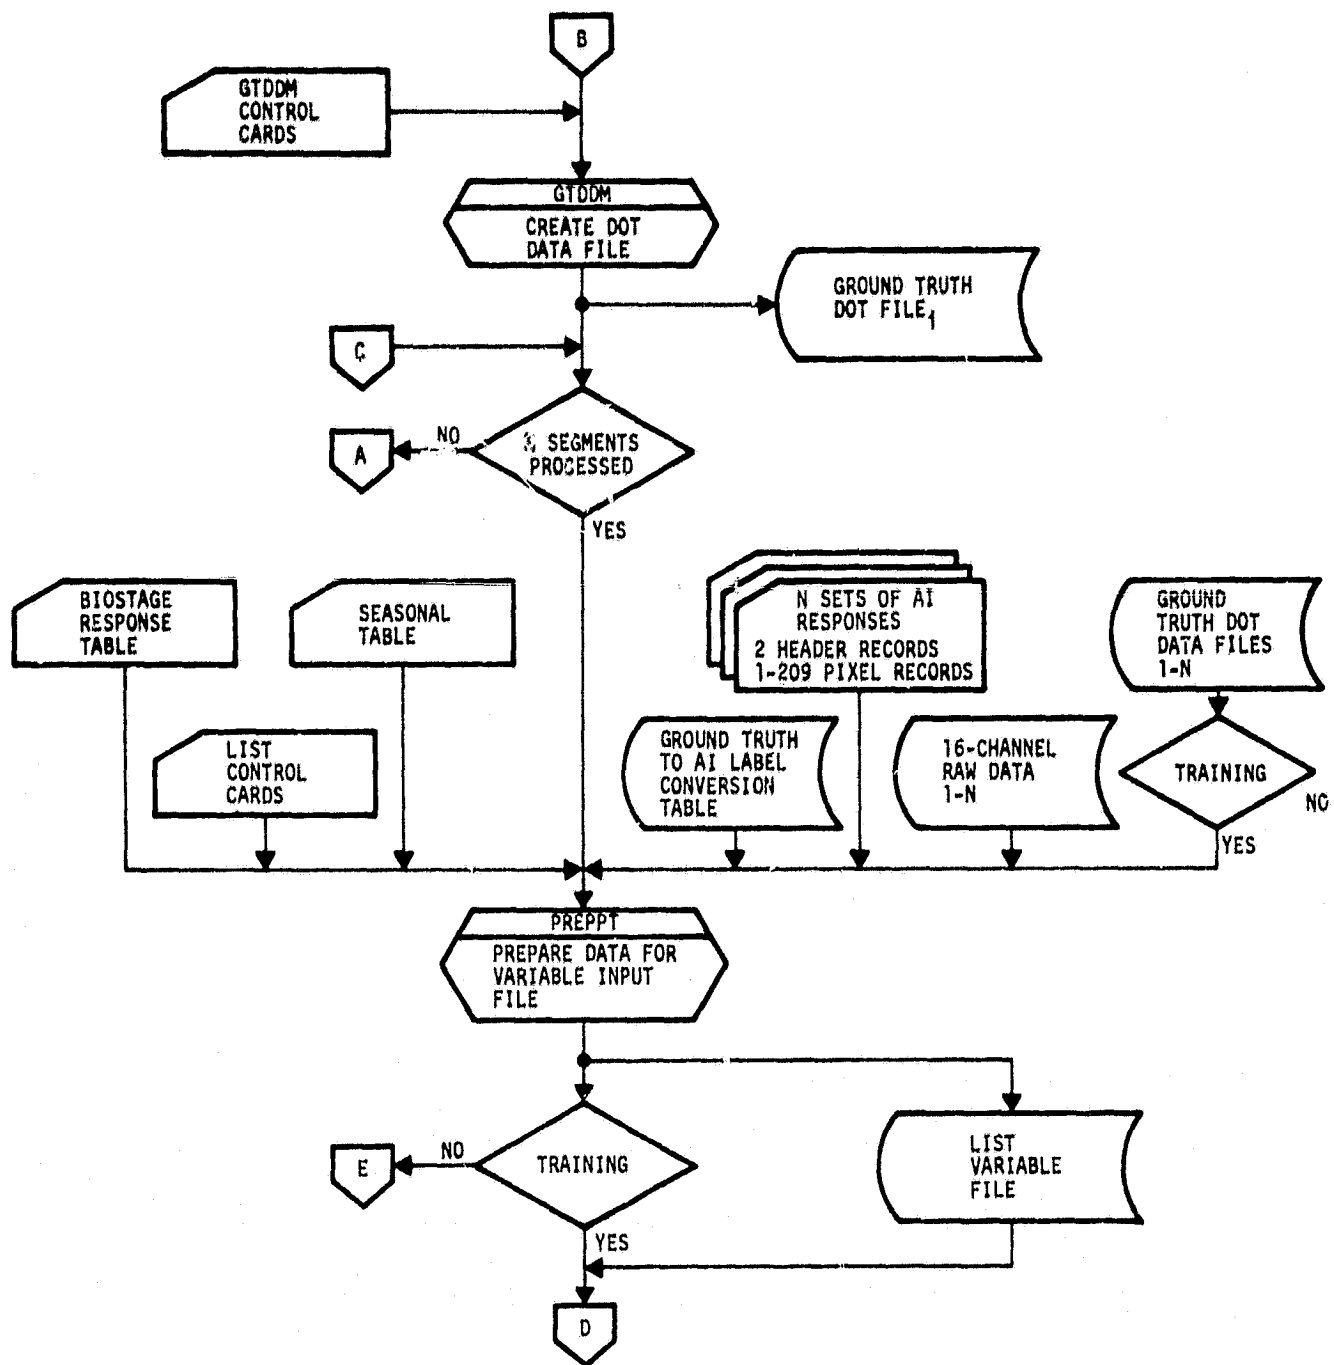 B
GTDDM
CONTROL
CARDS
GTDDM
CREATE DOT
DATA FILE
GROUND TRUTH
DOT FILE1
C
A
NO
SEGMENTS
PROCESSED
YES
BIOSTAGE
RESPONSE
TABLE
SEASONAL
TABLE
N SETS OF AI
RESPONSES
2 HEADER RECORDS
1-209 PIXEL RECORDS
GROUND
TRUTH DOT
DATA FILES
1-N
LIST
CONTROL
CARDS
GROUND TRUTH
TO AI LABEL
CONVERSION
TABLE
16-CHANNEL
RAW DATA
1-N
TRAINING
NO
YES
PREPPT
PREPARE DATA FOR
VARIABLE INPUT
FILE
E
NO
TRAINING
YES
LIST
VARIABLE
FILE
D